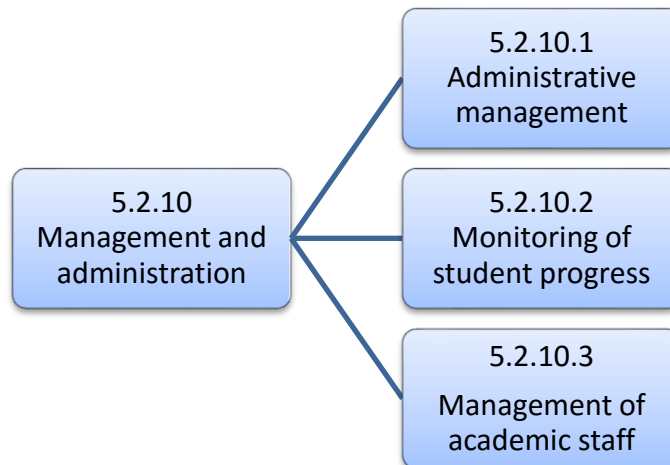 5.2.10
Management and
administration
5.2.10.1
Administrative
management
5.2.10.2
Monitoring of
student progress
5.2.10.3
Management of
academic staff